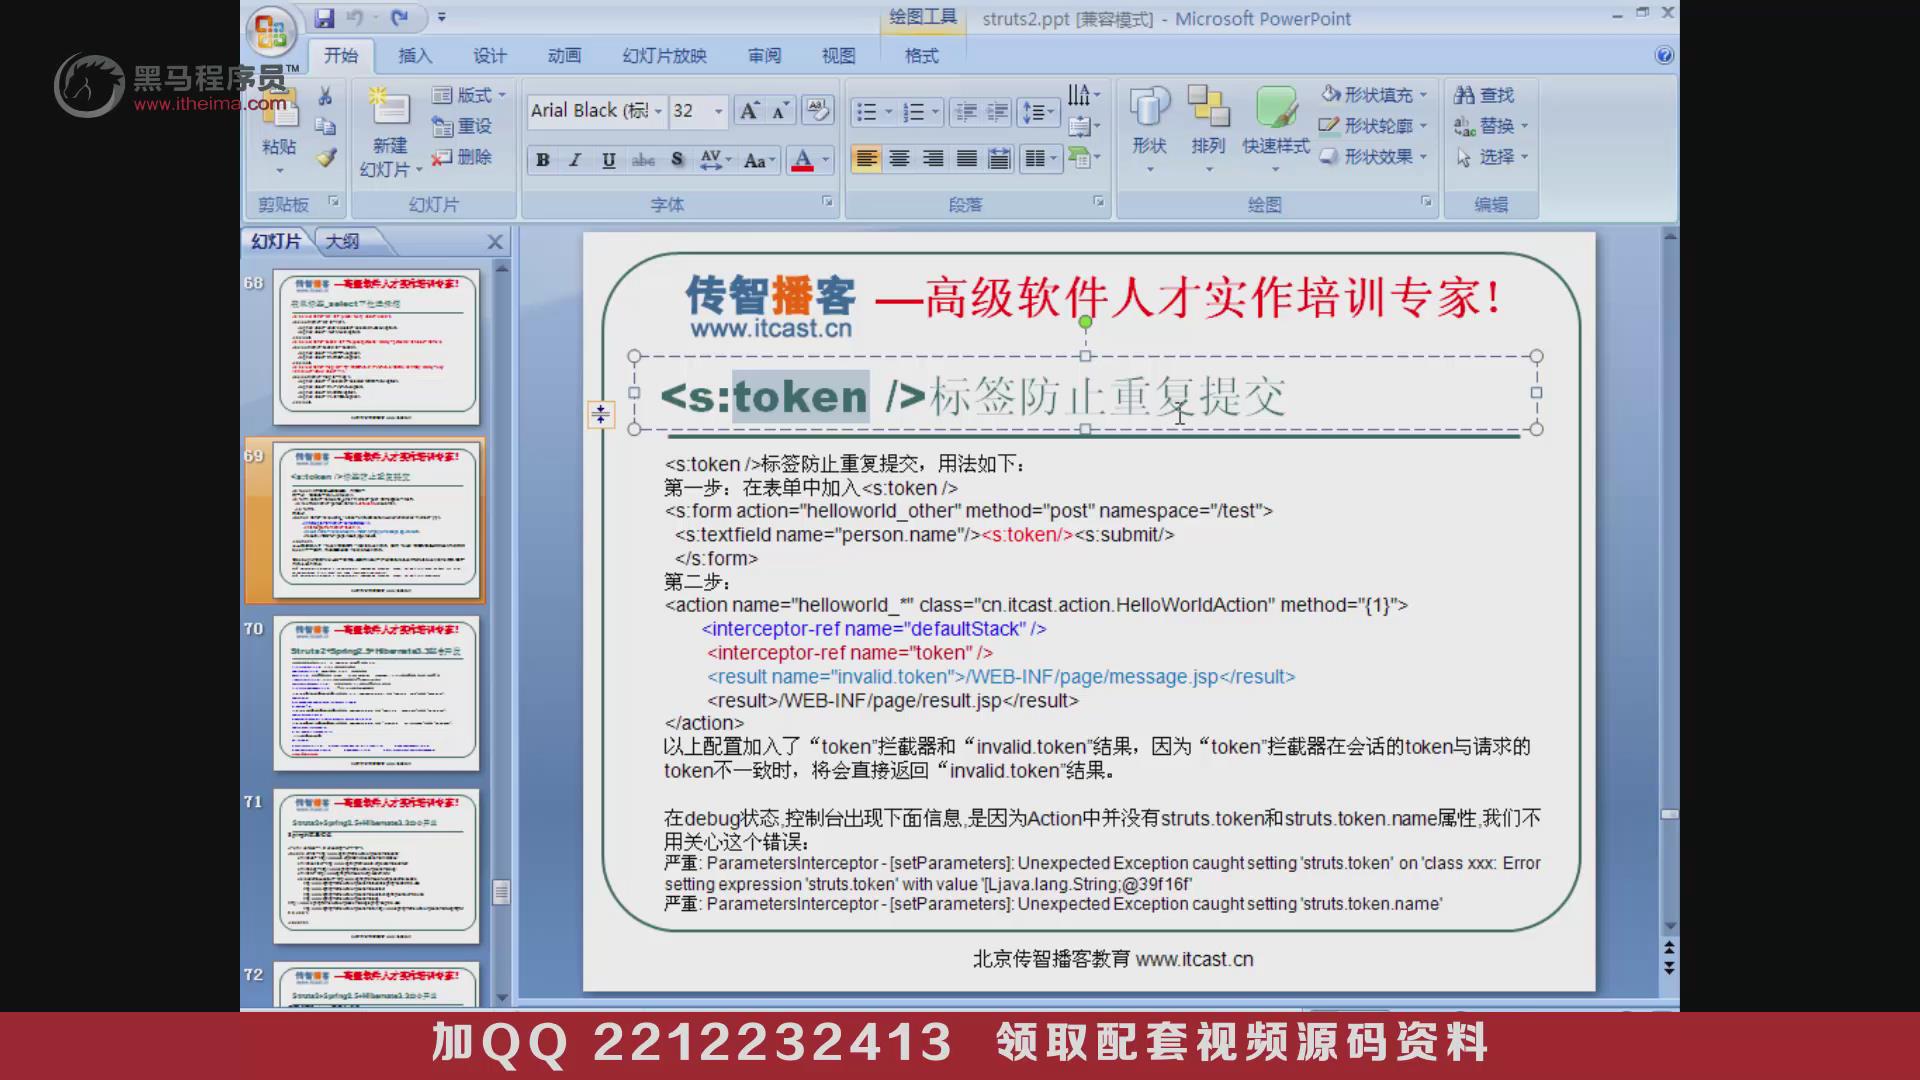 绘图工具
struts2.ppt [兼容模式] - Microsoft PowerPoint
开始 插入 设计 动画 幻灯片放映 审阅 视图 格式
黑马程序员™
www.itheima.com
粘贴
剪贴板
新建
幻灯片
版式
重设
删除
幻灯片
Arial Black (标 32
字体
段落
形状 排列 快速样式
形状填充
形状轮廓
形状效果
绘图
查找
替换
选择
编辑
幻灯片 大纲
68
69
70
71
72
传智播客 —高级软件人才实作培训专家!
www.itcast.cn
<s:token />标签防止重复提交
<s:token />标签防止重复提交，用法如下：
第一步：在表单中加入<s:token />
<s:form action="helloworld_other" method="post" namespace="/test">
<s:textfield name="person.name"/><s:token/><s:submit/>
</s:form>
第二步：
<action name="helloworld_*" class="cn.itcast.action.HelloWorldAction" method="{1}">
<interceptor-ref name="defaultStack" />
<interceptor-ref name="token" />
<result name="invalid.token">/WEB-INF/page/message.jsp</result>
<result>/WEB-INF/page/result.jsp</result>
</action>
以上配置加入了“token”拦截器和“invalid.token”结果，因为“token”拦截器在会话的token与请求的
token不一致时，将会直接返回“invalid.token”结果。
在debug状态,控制台出现下面信息,是因为Action中并没有struts.token和struts.token.name属性,我们不
用关心这个错误：
严重: ParametersInterceptor - [setParameters]: Unexpected Exception caught setting 'struts.token' on 'class xxx: Error
setting expression 'struts.token' with value '[Ljava.lang.String;@39f16f'
严重: ParametersInterceptor - [setParameters]: Unexpected Exception caught setting 'struts.token.name'
北京传智播客教育 www.itcast.cn
加QQ 2212232413 领取配套视频源码资料